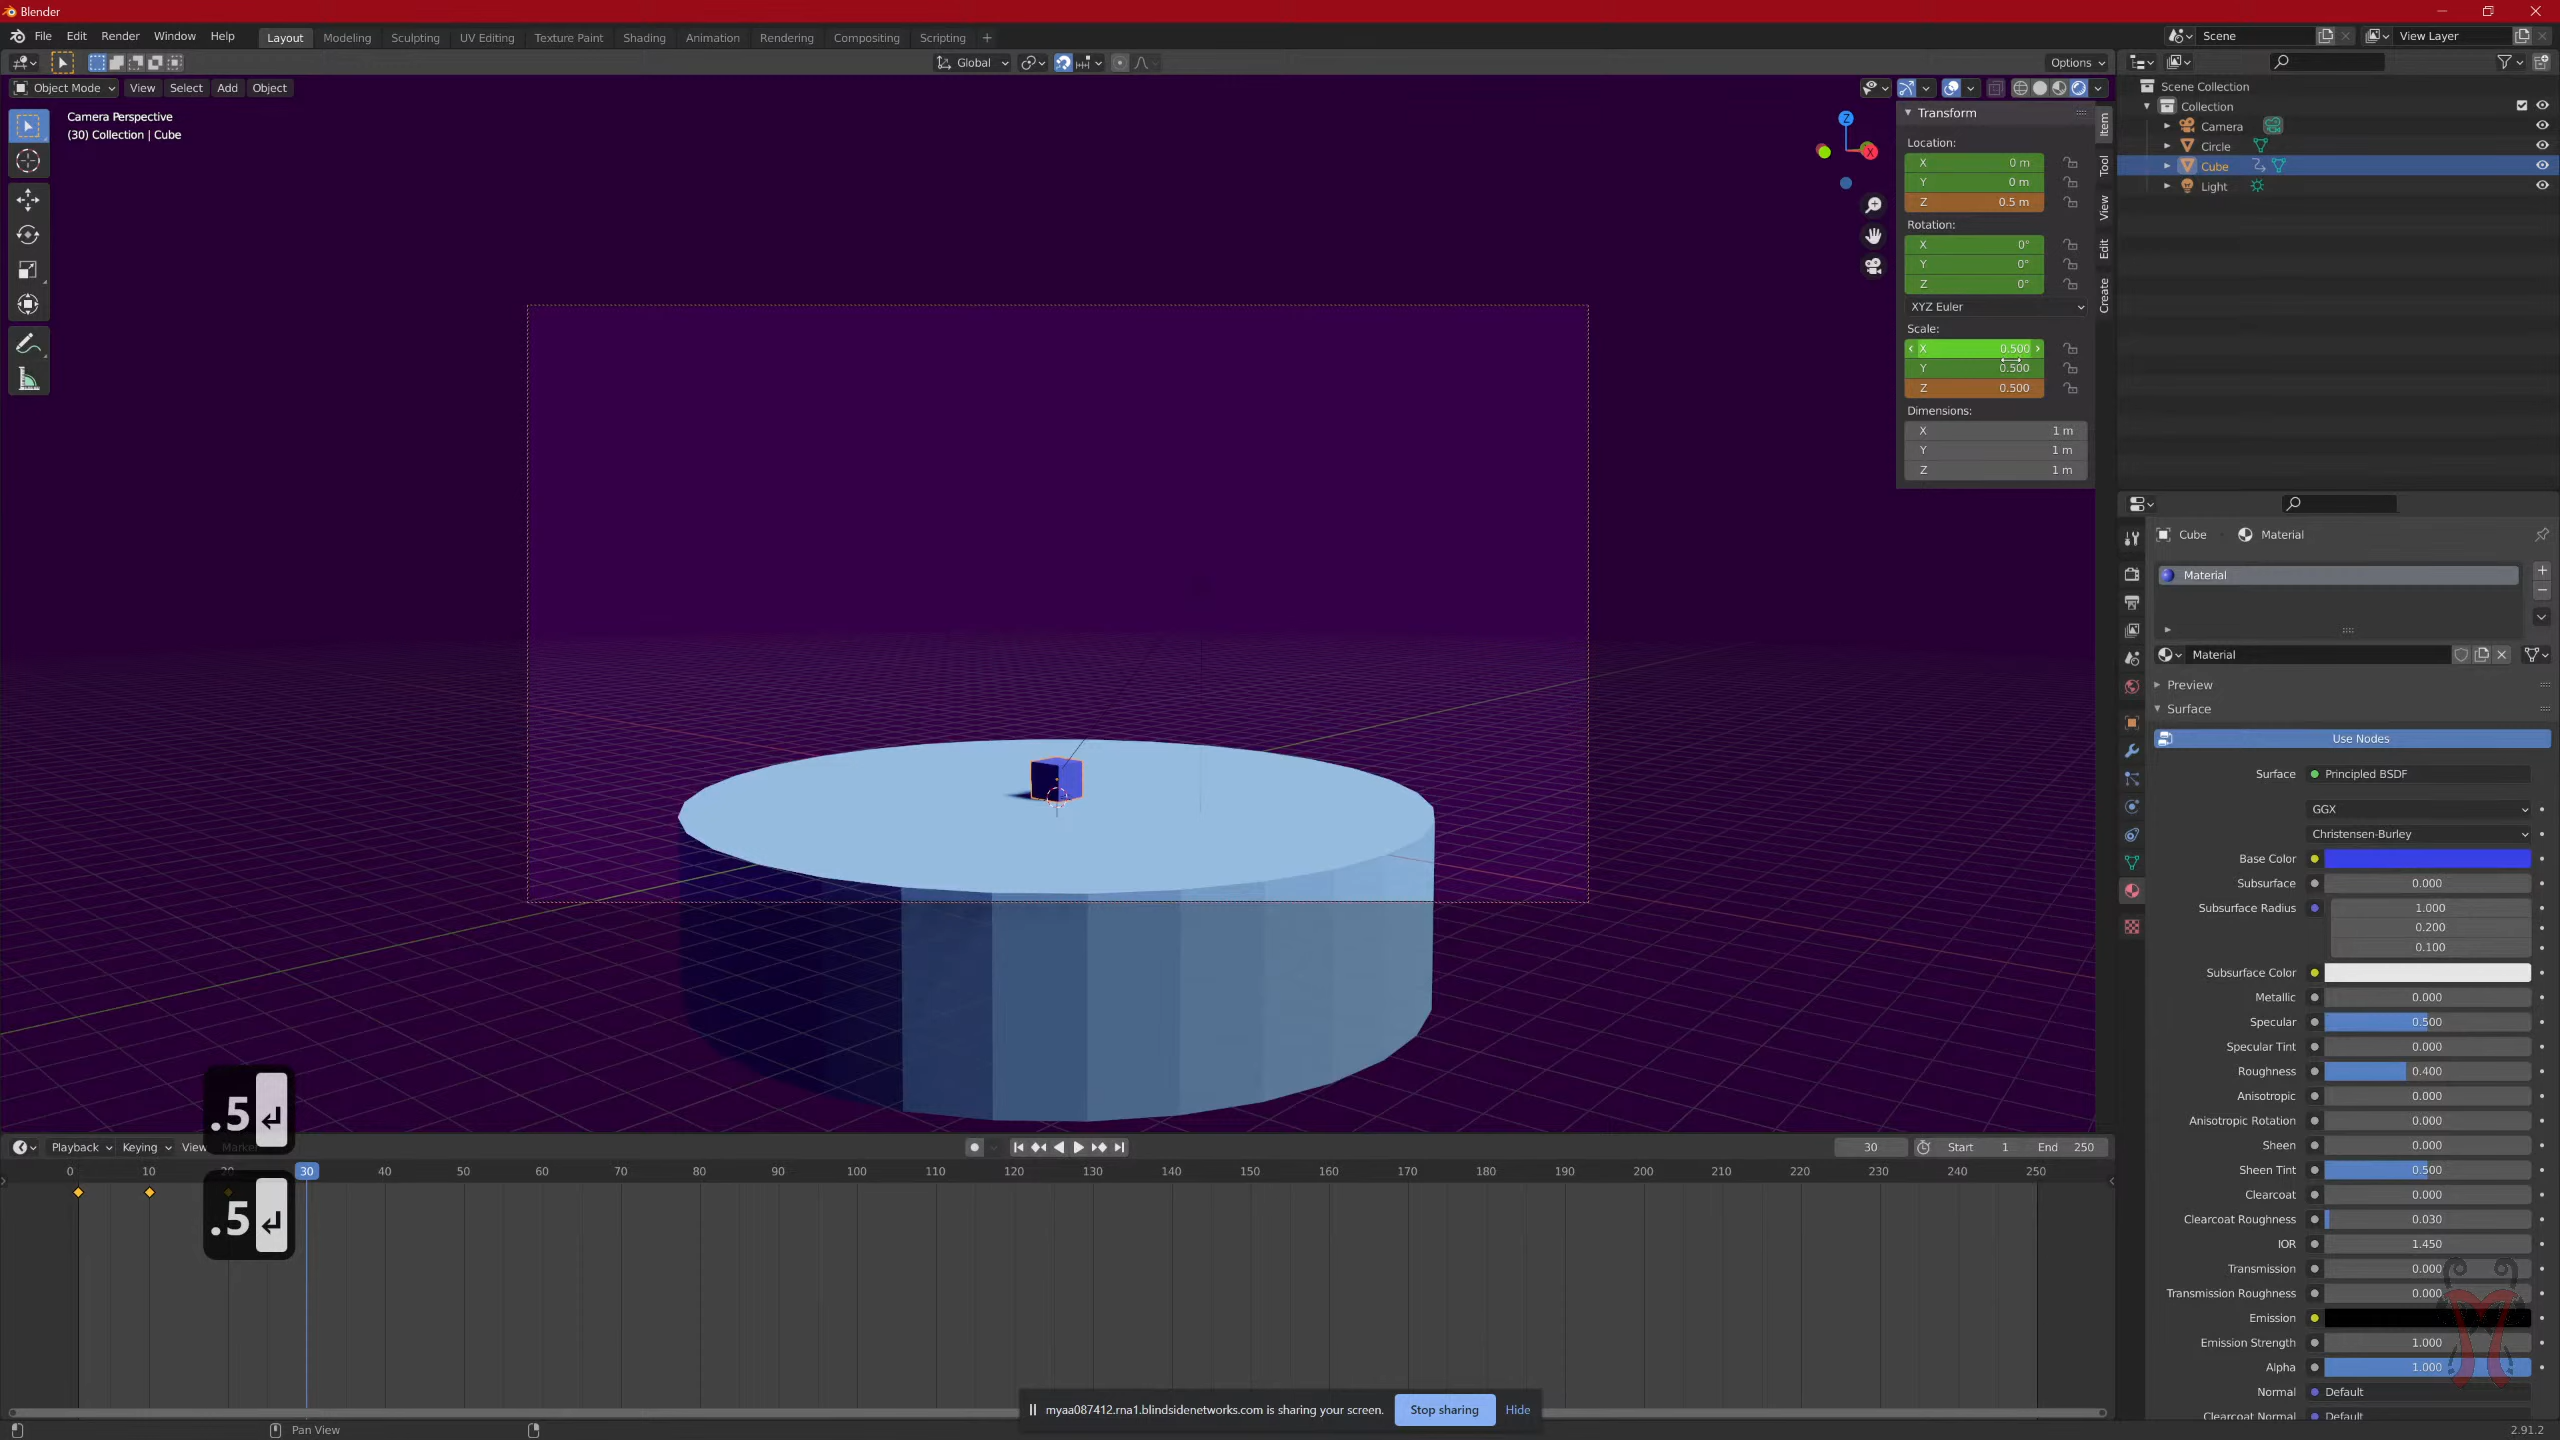 Blender
File Edit Render Window Help Layout Modeling Sculpting UV Editing Texture Paint Shading Animation Rendering Compositing Scripting +
Scene View Layer
Global Options
Object Mode View Select Add Object
Camera Perspective
(30) Collection | Cube
Z
X
Transform
Location:
X 0 m
Y 0 m
Z 0.5 m
Rotation:
X 0°
Y 0°
Z 0°
XYZ Euler
Scale:
X 0.500
Y 0.500
Z 0.500
Dimensions:
X 1 m
Y 1 m
Z 1 m
Item
Tool
View
Edit
Create
Scene Collection
Collection
Camera
Circle
Cube
Light
Cube Material
Material
Material
Preview
Surface
Use Nodes
Surface Principled BSDF
GGX
Christensen-Burley
Base Color
Subsurface 0.000
Subsurface Radius 1.000
0.200
0.100
Subsurface Color
Metallic 0.000
Specular 0.500
Specular Tint 0.000
Roughness 0.400
Anisotropic 0.000
Anisotropic Rotation 0.000
Sheen 0.000
Sheen Tint 0.500
Clearcoat 0.000
Clearcoat Roughness 0.030
IOR 1.450
Transmission 0.000
Transmission Roughness 0.000
Emission
Emission Strength 1.000
Alpha 1.000
Normal Default
Clearcoat Normal Default
.5
.5
Playback Keying View Marker 30 Start 1 End 250
0 10 20 30 40 50 60 70 80 90 100 110 120 130 140 150 160 170 180 190 200 210 220 230 240 250
myaa087412.rna1.blindsidenetworks.com is sharing your screen. Stop sharing Hide
Pan View
2.91.2